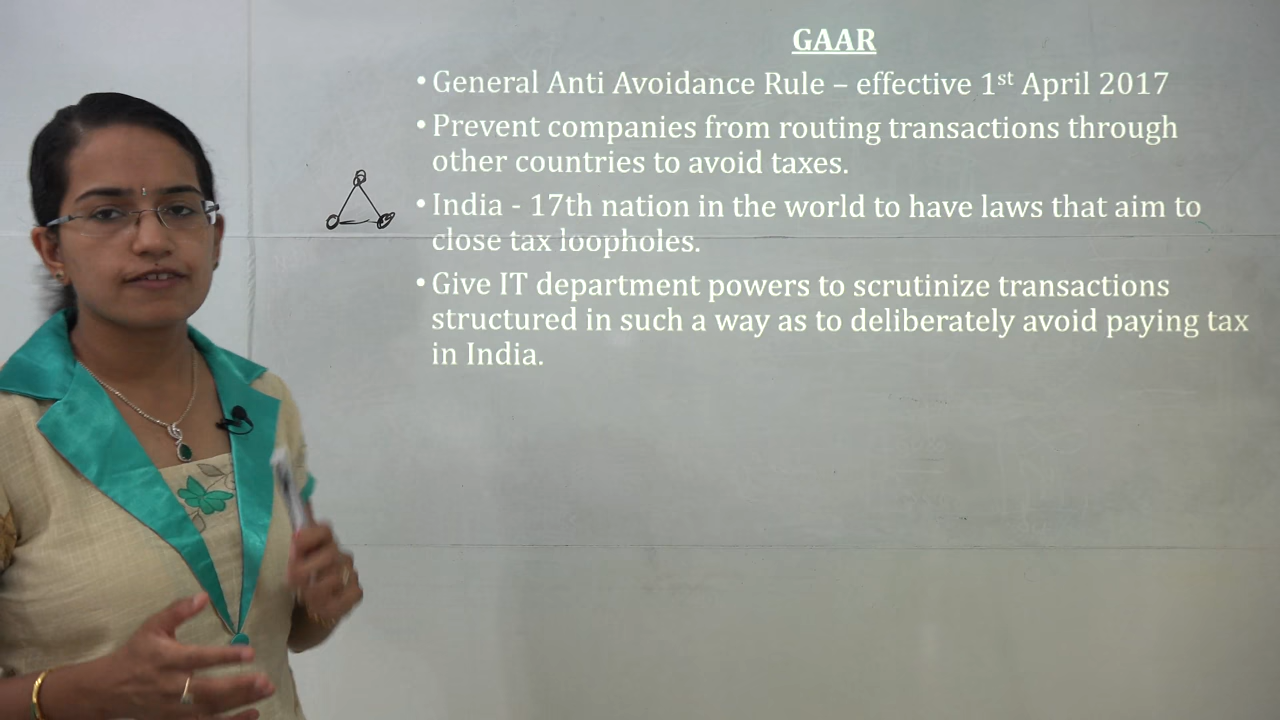 GAAR
• General Anti Avoidance Rule – effective 1st April 2017
• Prevent companies from routing transactions through
other countries to avoid taxes.
• India - 17th nation in the world to have laws that aim to
close tax loopholes.
• Give IT department powers to scrutinize transactions
structured in such a way as to deliberately avoid paying tax
in India.